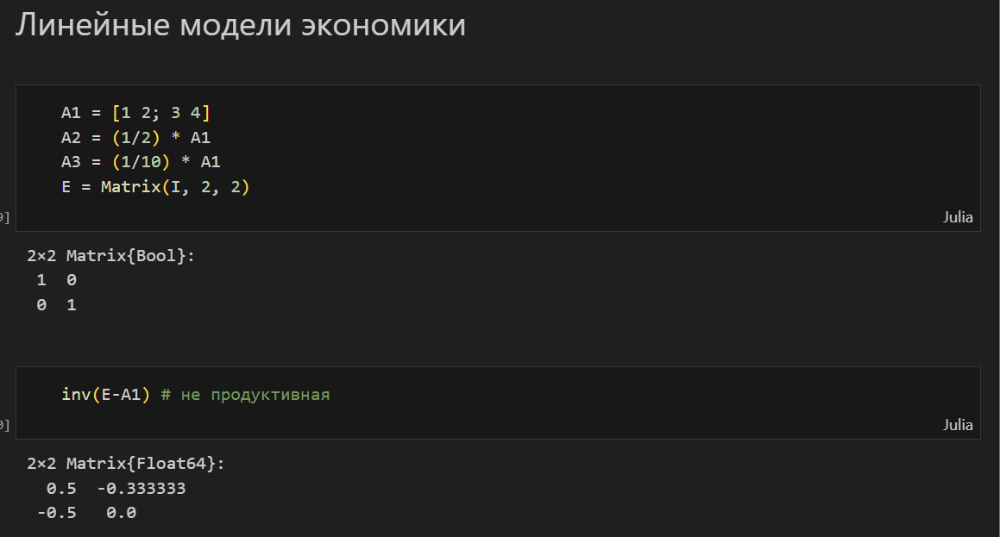 Линейные модели экономики
A1 = [1 2; 3 4]
A2 = (1/2) * A1
A3 = (1/10) * A1
E = Matrix(I, 2, 2)
]
Julia
2×2 Matrix{Bool}:
1 0
0 1
inv(E-A1) # не продуктивная
]
Julia
2×2 Matrix{Float64}:
0.5 -0.333333
-0.5 0.0